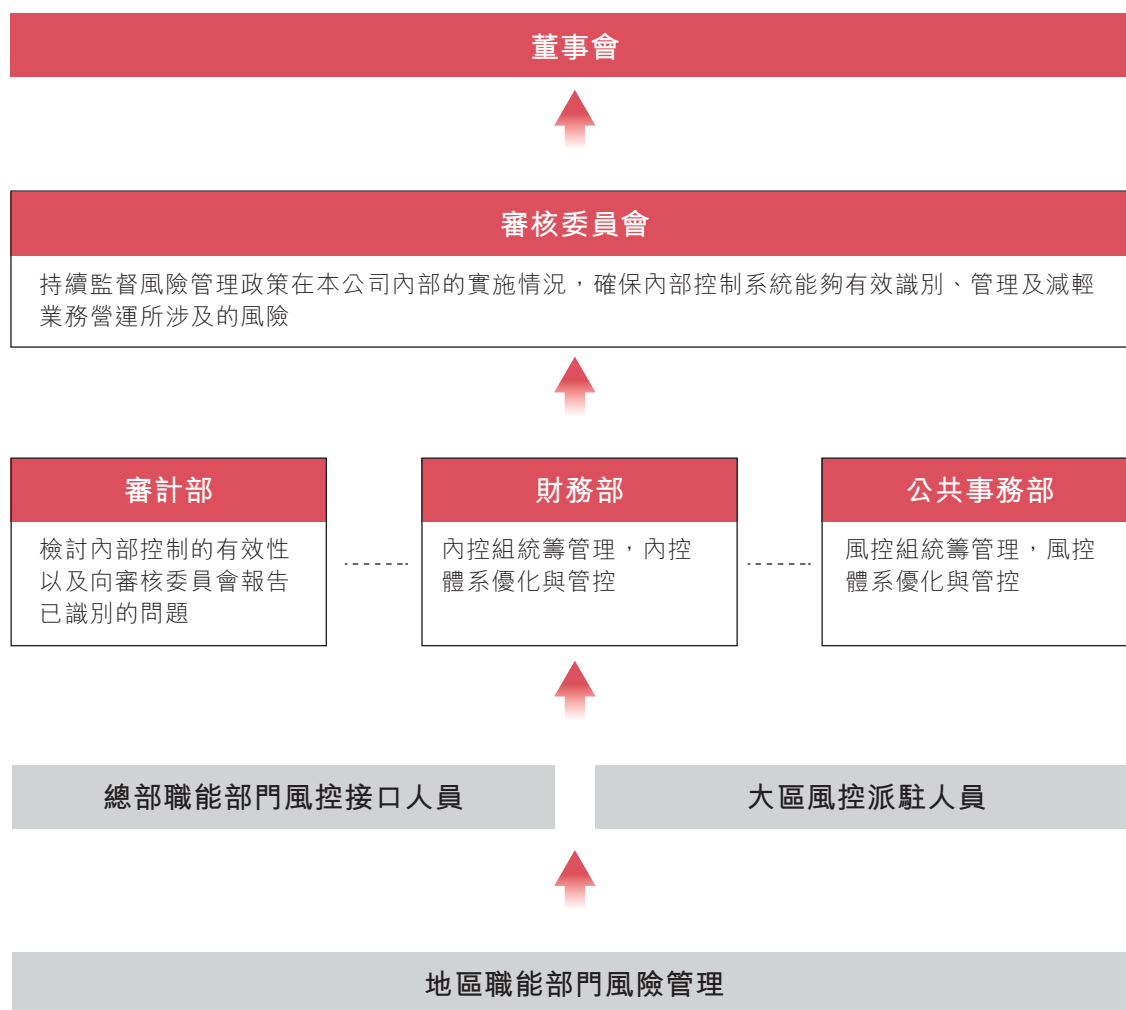 董事會
審核委員會
持續監督風險管理政策在本公司內部的實施情況，確保內部控制系統能夠有效識別、管理及減輕
業務營運所涉及的風險
審計部
檢討內部控制的有效性
以及向審核委員會報告
已識別的問題
財務部
內控組統籌管理，內控
體系優化與管控
公共事務部
風控組統籌管理，風控
體系優化與管控
總部職能部門風控接口人員
大區風控派駐人員
地區職能部門風險管理